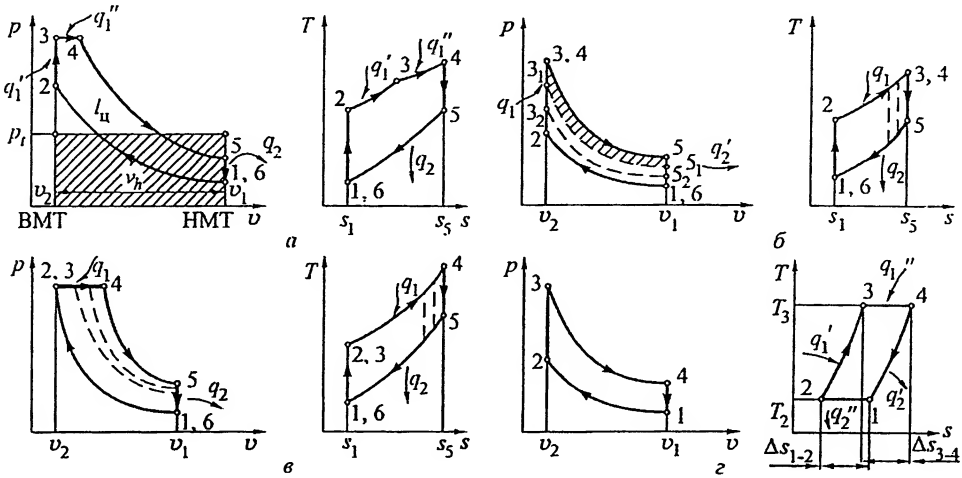 p
q₁″
3
4
q₁′
2
lц
pₜ
5
q₂
vₕ
1, 6
v₂
v₁
v
ВМТ
НМТ
T
q₁′
q₁″
3
4
2
5
q₂
1, 6
s₁
s₅
s
а
p
3, 4
3₁
q₁
3₂
2
5
5₁
q₂′
5₂
1, 6
v₂
v₁
v
T
q₁
3, 4
2
5
q₂
1, 6
s₁
s₅
s
б
p
q₁
2, 3
4
5
q₂
1, 6
v₂
v₁
v
T
4
q₁
5
2, 3
q₂
1, 6
s₁
s₅
s
в
p
3
2
4
1
v₂
v₁
v
T
q₁″
3
4
T₃
q₁′
2
q₂″
1
q₂′
T₂
s
Δs₁₋₂
Δs₃₋₄
г